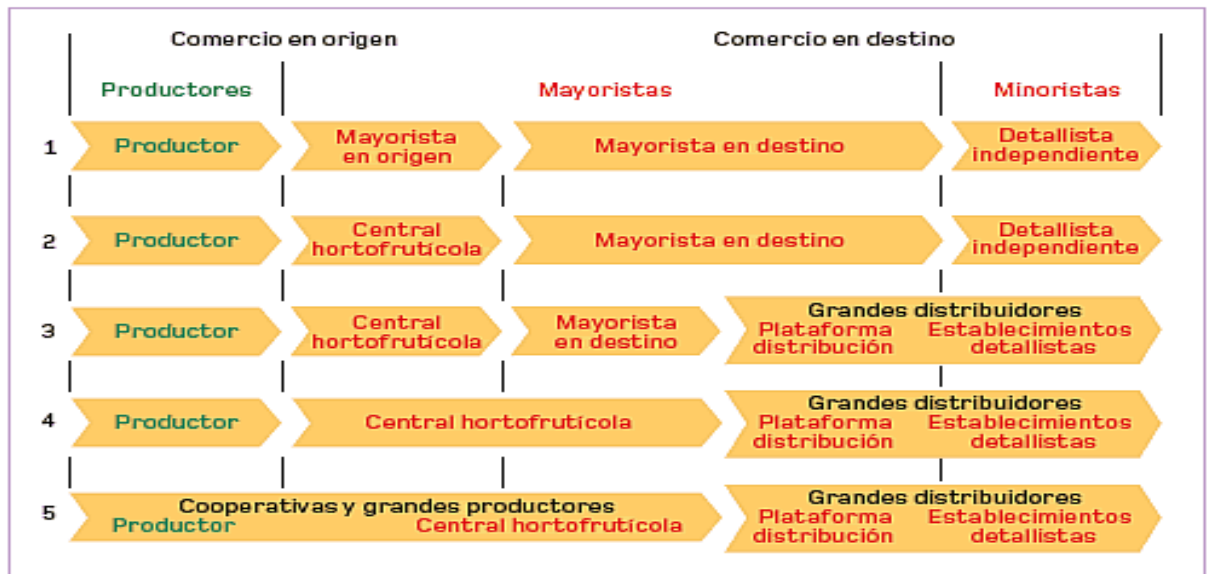 Comercio en origen Comercio en destino
Productores Mayoristas Minoristas
1 Productor Mayorista en origen Mayorista en destino Detallista independiente
2 Productor Central hortofrutícola Mayorista en destino Detallista independiente
3 Productor Central hortofrutícola Mayorista en destino Grandes distribuidores Plataforma distribución Establecimientos detallistas
4 Productor Central hortofrutícola Grandes distribuidores Plataforma distribución Establecimientos detallistas
5 Cooperativas y grandes productores Productor Central hortofrutícola Grandes distribuidores Plataforma distribución Establecimientos detallistas